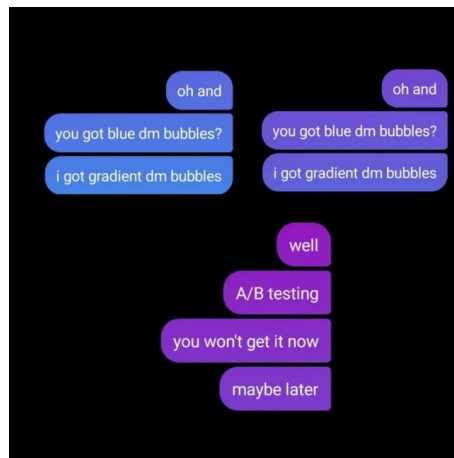 oh and
you got blue dm bubbles?
i got gradient dm bubbles
oh and
you got blue dm bubbles?
i got gradient dm bubbles
well
A/B testing
you won't get it now
maybe later